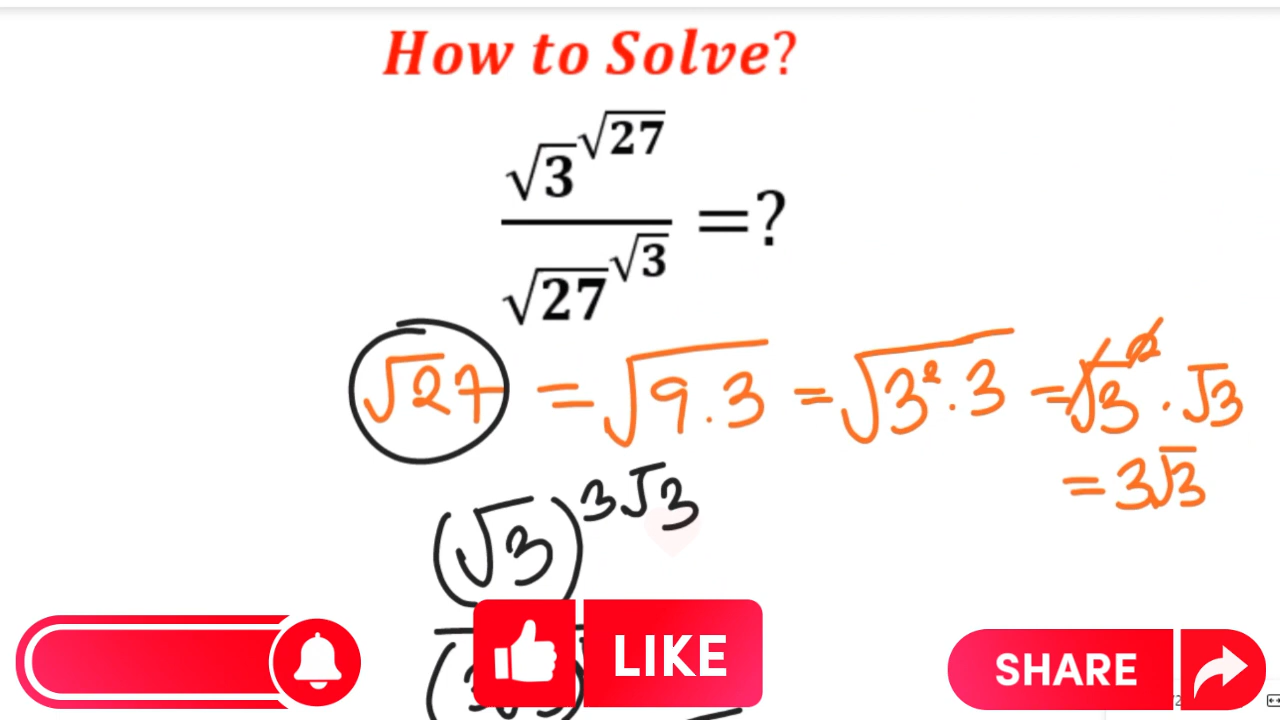 How to Solve?
√3^√27
=?
√27^√3
√27 = √9.3 = √3².3 = √3² . √3
= 3√3
(√3)^3√3
LIKE
SHARE